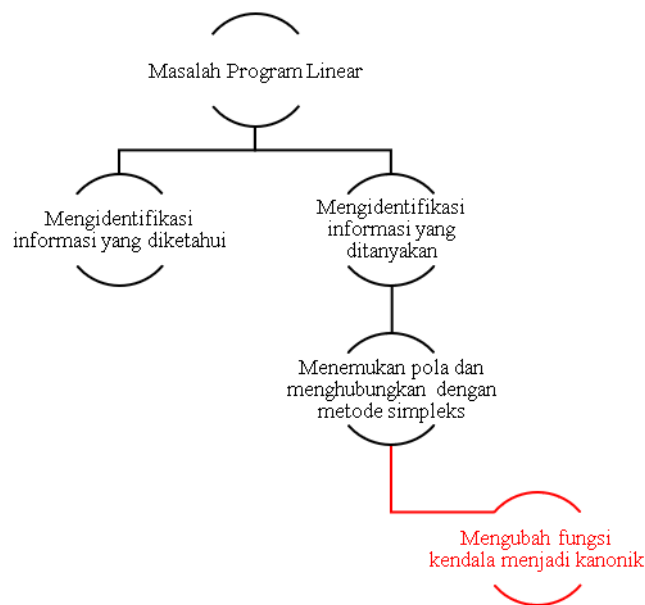 Masalah Program Linear
Mengidentifikasi
informasi yang diketahui
Mengidentifikasi
informasi yang
ditanyakan
Menemukan pola dan
menghubungkan dengan
metode simpleks
Mengubah fungsi
kendala menjadi kanonik